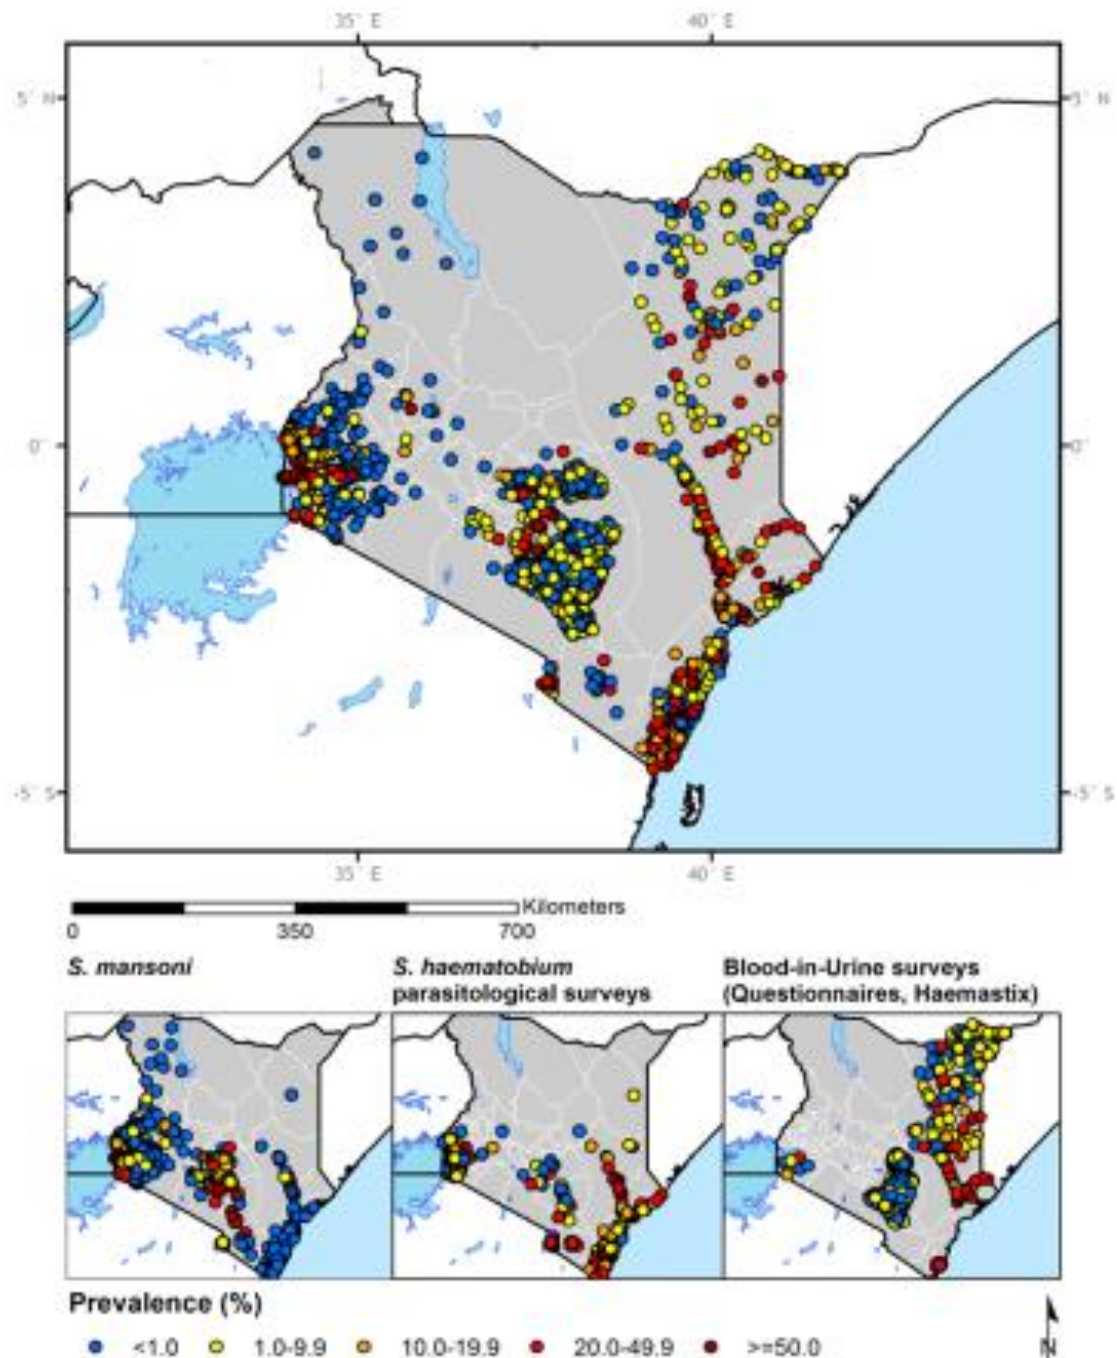 35° E 40° E
5° N 5° N
0° 0°
-5° S -5° S
35° E 40° E
Kilometers
0 350 700
S. mansoni
S. haematobium
parasitological surveys
Blood-in-Urine surveys
(Questionnaires, Haemastix)
Prevalence (%)
<1.0 1.0-9.9 10.0-19.9 20.0-49.9 >=50.0
N